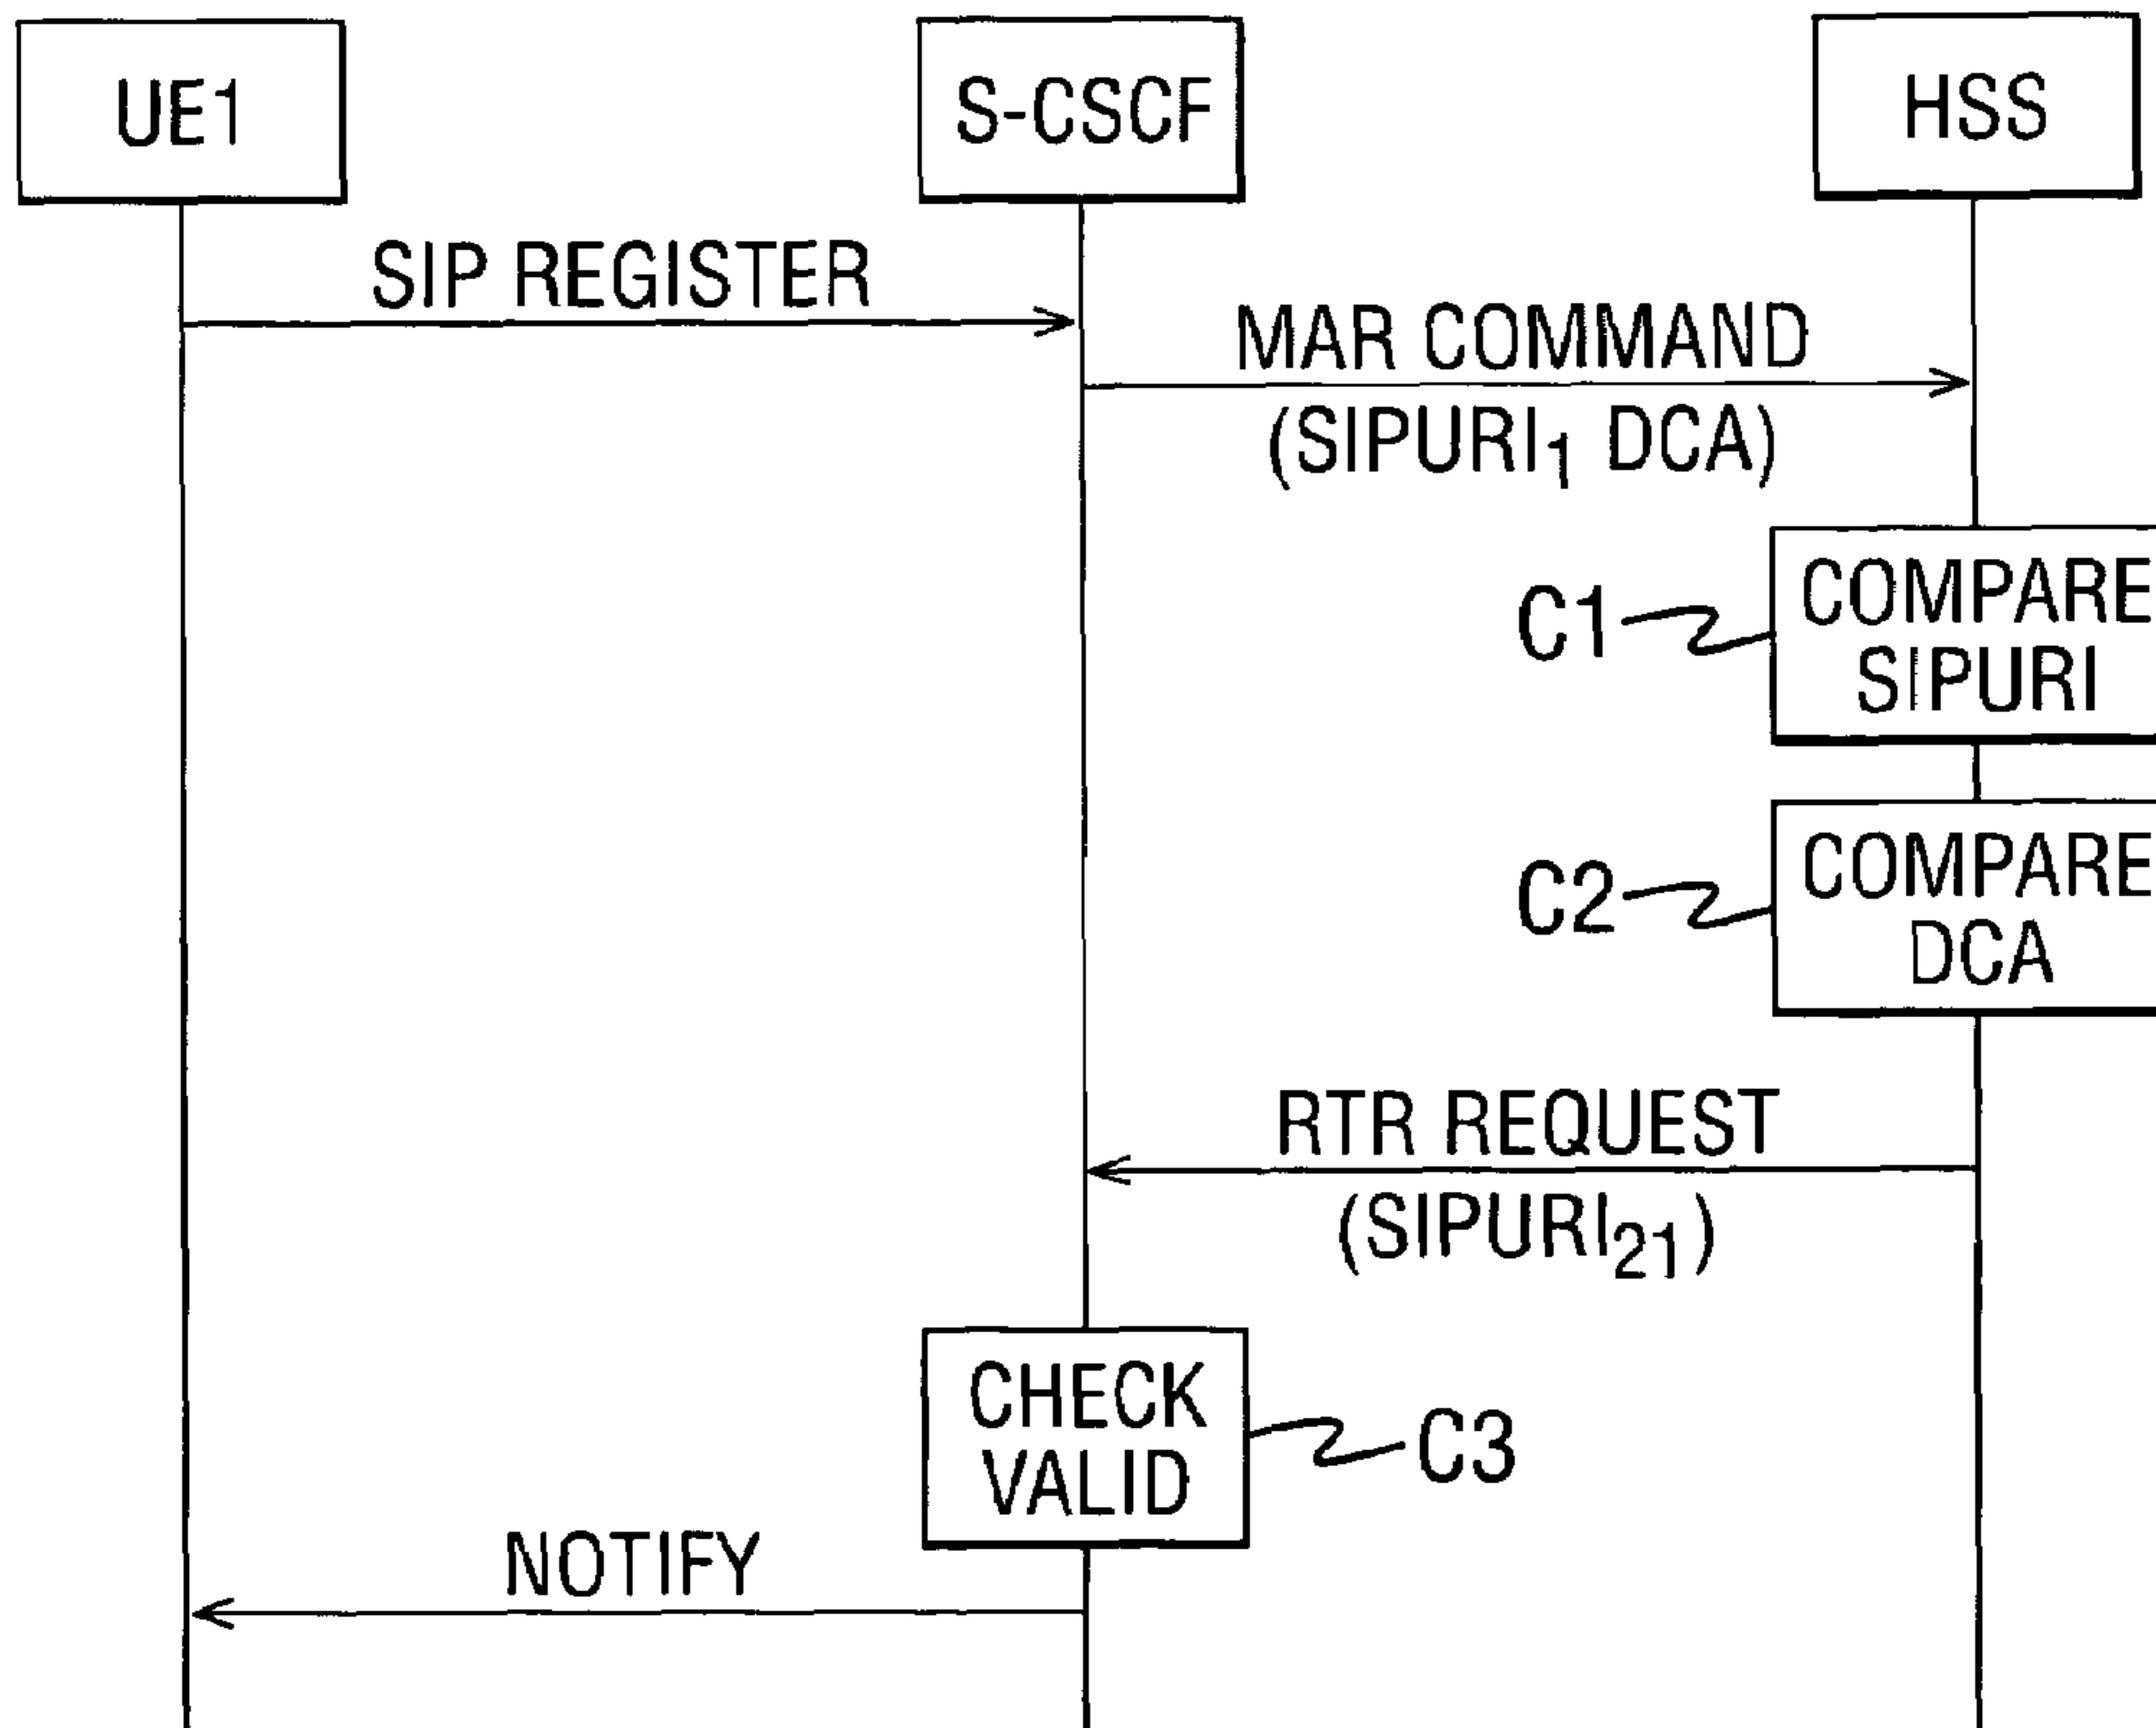 UE1
S-CSCF
HSS
SIP REGISTER
MAR COMMAND
(SIPURI₁ DCA)
C1
COMPARE
SIPURI
C2
COMPARE
DCA
RTR REQUEST
(SIPURI₂₁)
CHECK
VALID
C3
NOTIFY